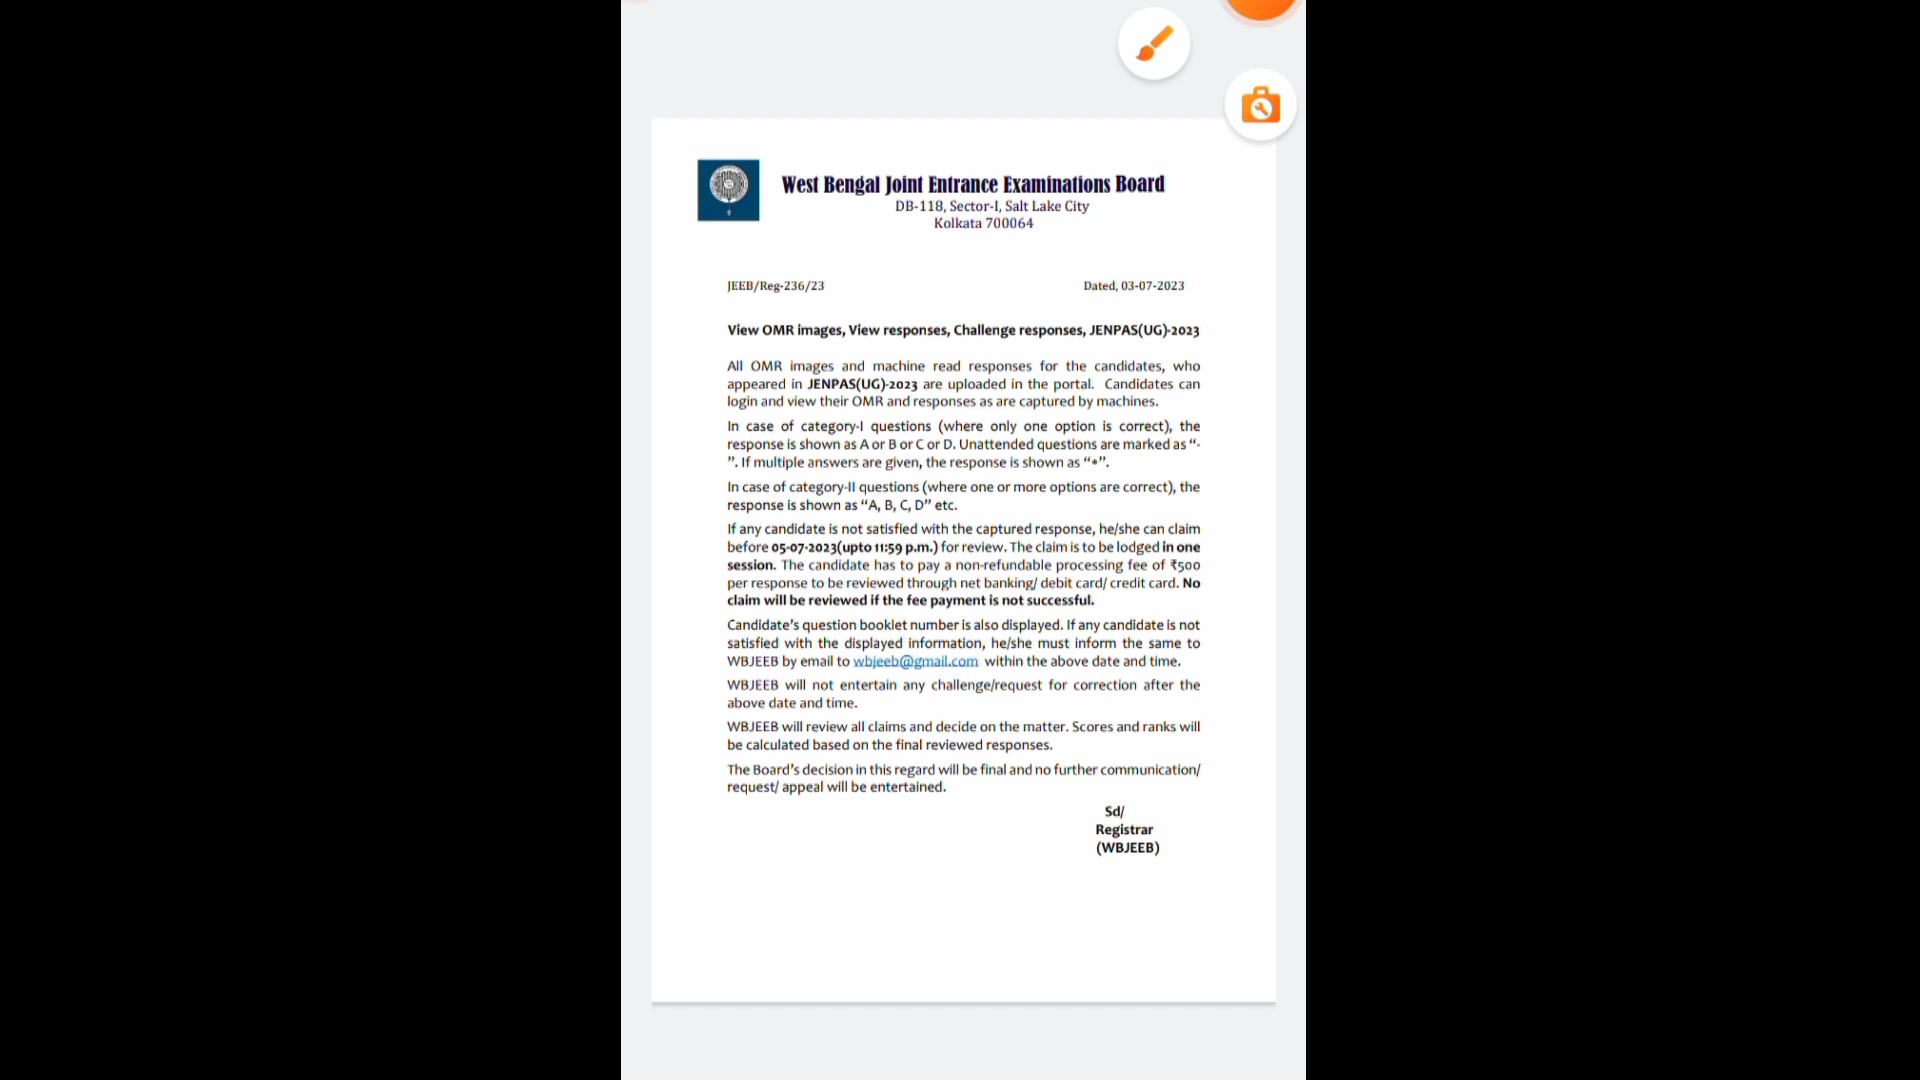 West Bengal Joint Entrance Examinations Board
DB-118, Sector-I, Salt Lake City
Kolkata 700064
JEEB/Reg-236/23 Dated, 03-07-2023
View OMR images, View responses, Challenge responses, JENPAS(UG)-2023
All OMR images and machine read responses for the candidates, who
appeared in JENPAS(UG)-2023 are uploaded in the portal. Candidates can
login and view their OMR and responses as are captured by machines.
In case of category-I questions (where only one option is correct), the
response is shown as A or B or C or D. Unattended questions are marked as “-
”. If multiple answers are given, the response is shown as “*”.
In case of category-II questions (where one or more options are correct), the
response is shown as “A, B, C, D” etc.
If any candidate is not satisfied with the captured response, he/she can claim
before 05-07-2023(upto 11:59 p.m.) for review. The claim is to be lodged in one
session. The candidate has to pay a non-refundable processing fee of ₹500
per response to be reviewed through net banking/ debit card/ credit card. No
claim will be reviewed if the fee payment is not successful.
Candidate’s question booklet number is also displayed. If any candidate is not
satisfied with the displayed information, he/she must inform the same to
WBJEEB by email to wbjeeb@gmail.com within the above date and time.
WBJEEB will not entertain any challenge/request for correction after the
above date and time.
WBJEEB will review all claims and decide on the matter. Scores and ranks will
be calculated based on the final reviewed responses.
The Board’s decision in this regard will be final and no further communication/
request/ appeal will be entertained.
Sd/
Registrar
(WBJEEB)